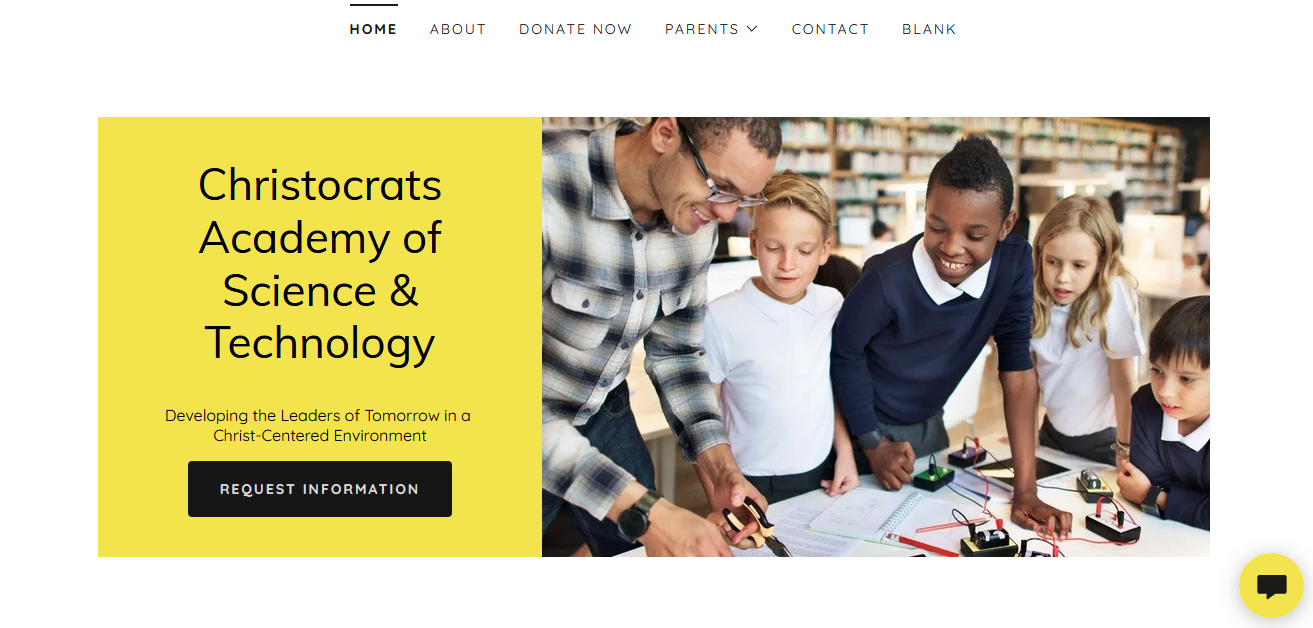 HOME ABOUT DONATE NOW PARENTS CONTACT BLANK
Christocrats
Academy of
Science &
Technology
Developing the Leaders of Tomorrow in a
Christ-Centered Environment
REQUEST INFORMATION